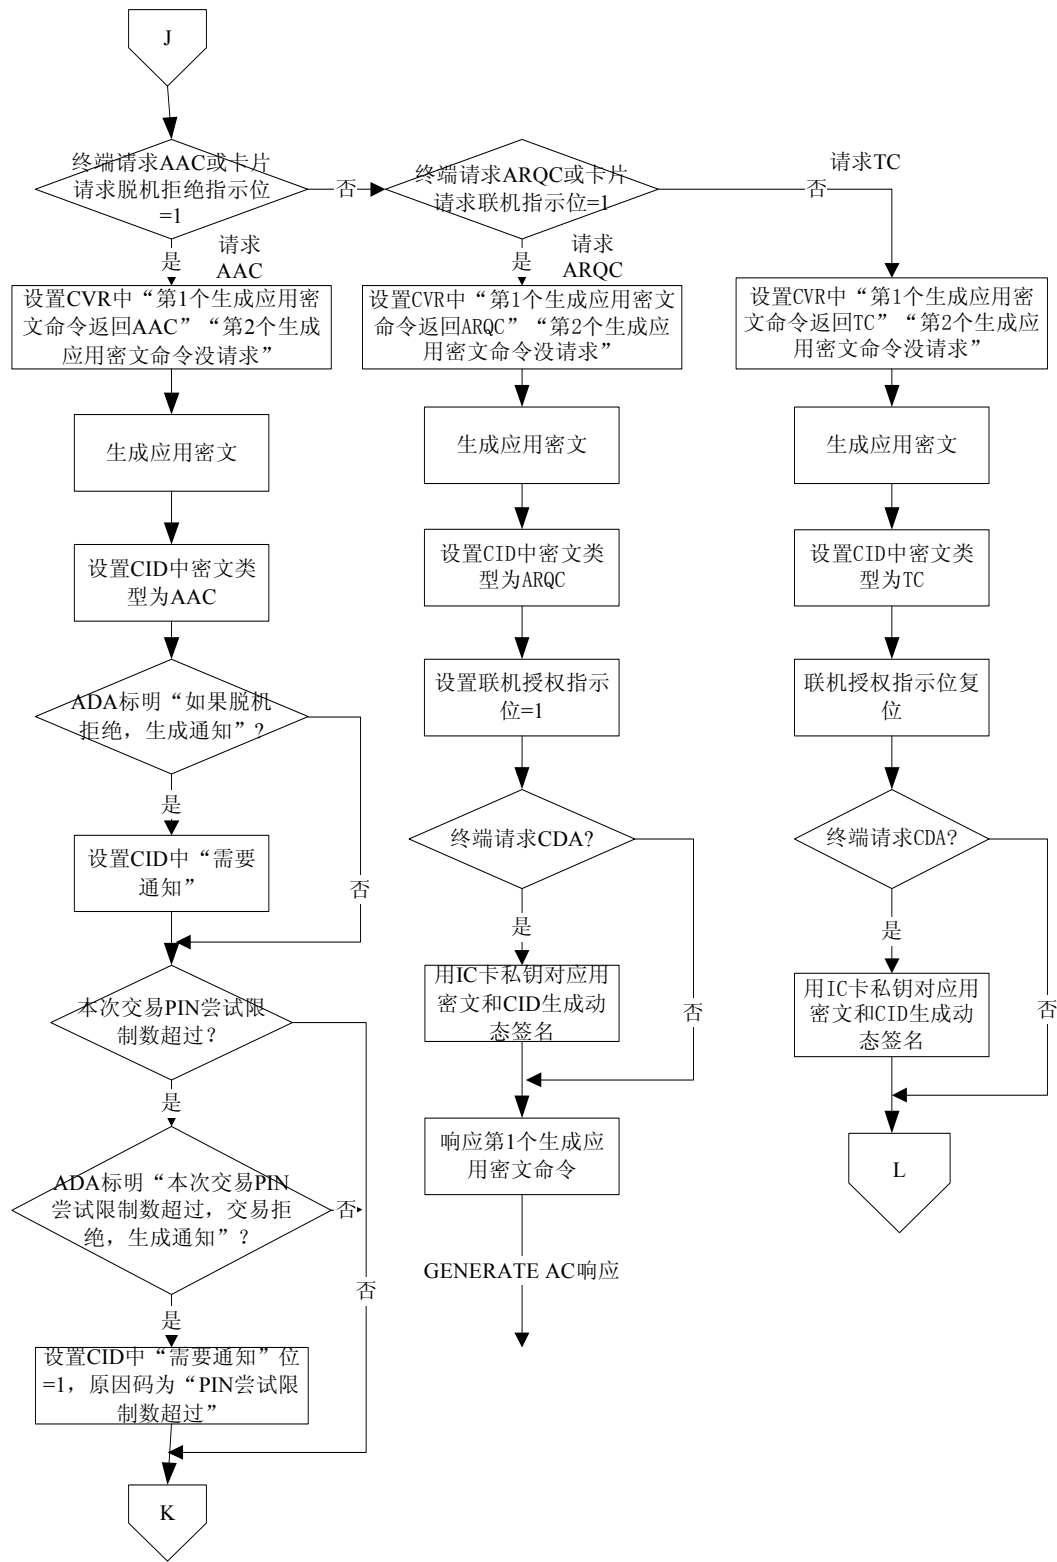 J
终端请求AAC或卡片
请求脱机拒绝指示位
=1
否
终端请求ARQC或卡片
请求联机指示位=1
请求TC
否
是
请求
AAC
是
请求
ARQC
设置CVR中“第1个生成应用密
文命令返回AAC”“第2个生成
应用密文命令没请求”
设置CVR中“第1个生成应用密文
命令返回ARQC”“第2个生成应
用密文命令没请求”
设置CVR中“第1个生成应用密
文命令返回TC”“第2个生成应
用密文命令没请求”
生成应用密文
生成应用密文
生成应用密文
设置CID中密文类
型为AAC
设置CID中密文类
型为ARQC
设置CID中密文类
型为TC
ADA标明“如果脱机
拒绝，生成通知”?
设置联机授权指示
位=1
联机授权指示位复
位
是
设置CID中“需要
通知”
否
终端请求CDA?
终端请求CDA?
是
是
用IC卡私钥对应用
密文和CID生成动
态签名
否
用IC卡私钥对应用
密文和CID生成动
态签名
否
本次交易PIN尝试限
制数超过？
是
响应第1个生成应
用密文命令
L
ADA标明“本次交易PIN
尝试限制数超过，交易拒
绝，生成通知”？
否
GENERATE AC响应
否
是
设置CID中“需要通知”位
=1，原因码为“PIN尝试限
制数超过”
K